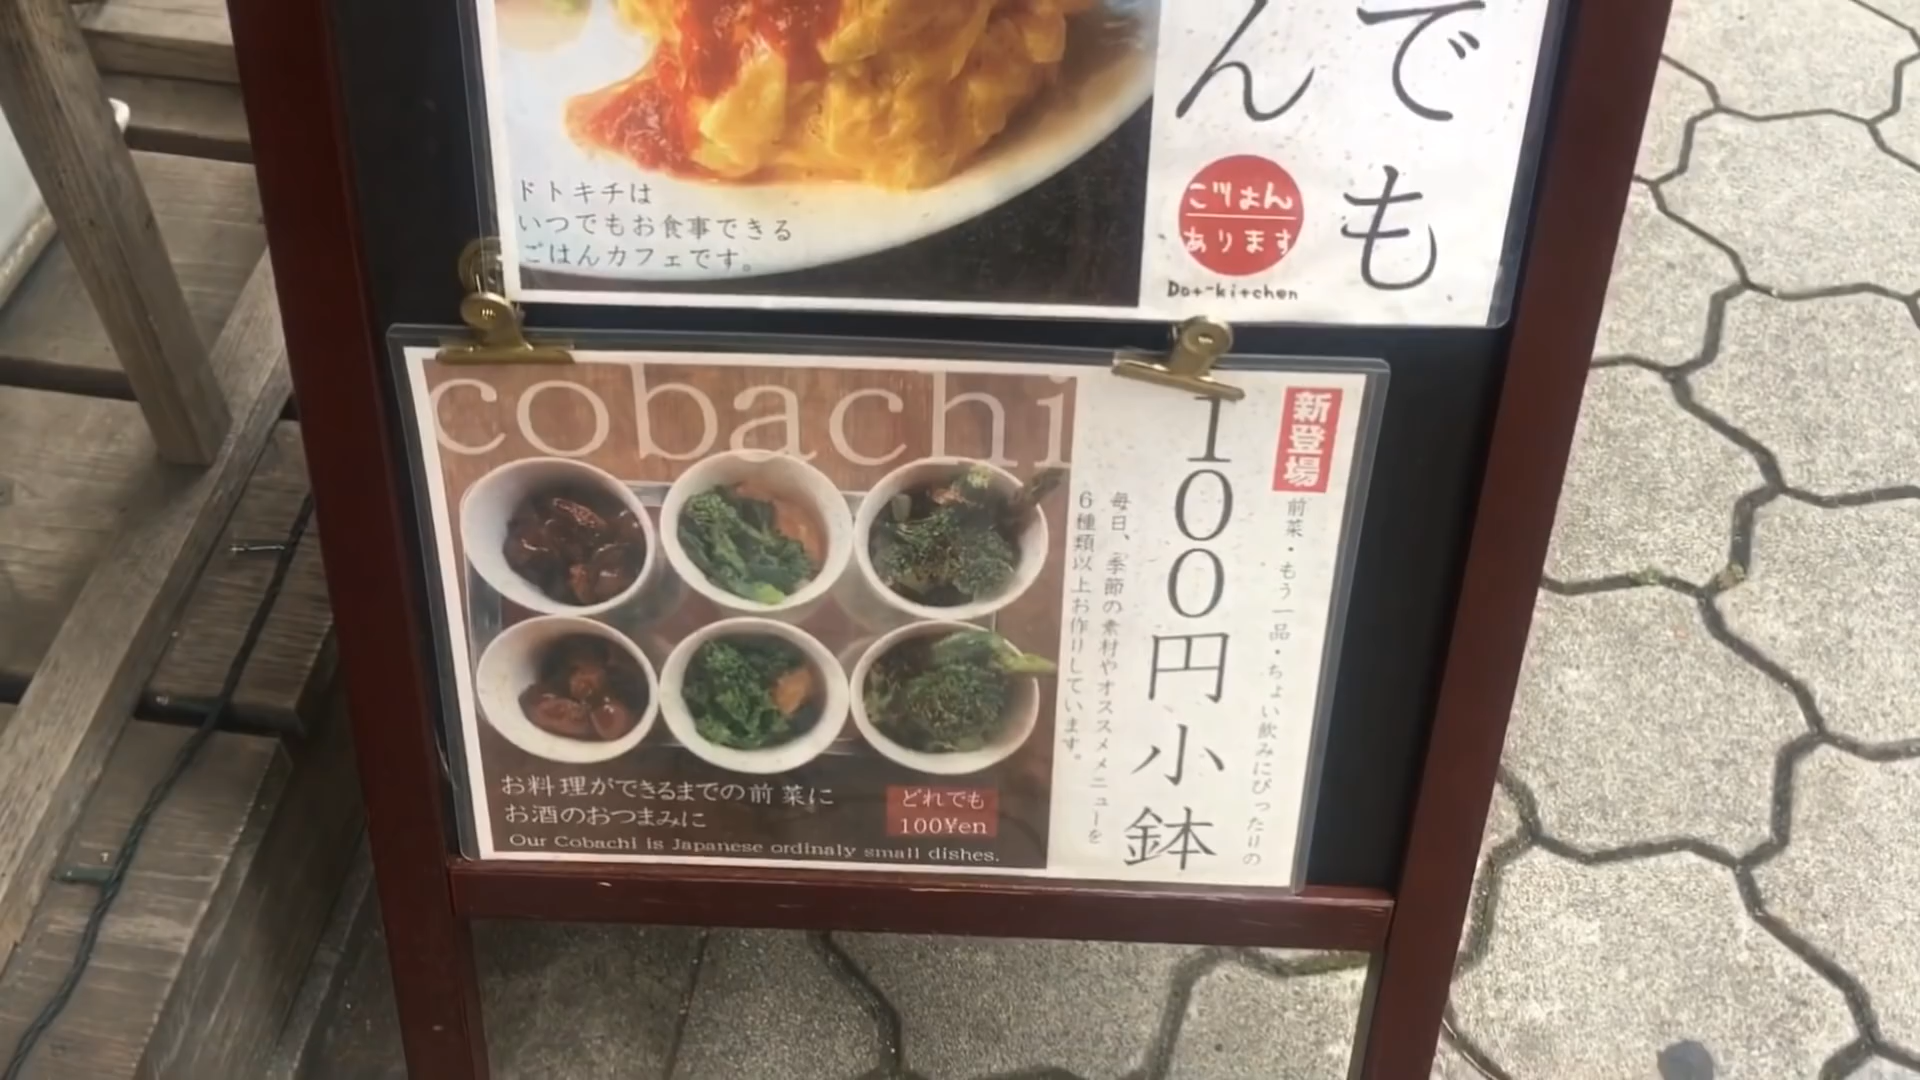 でも
ん
ごはん
あります
Dot-kitchen
ドトキチは
いつでもお食事できる
ごはんカフェです。
cobachi
新登場
前菜・もう一品・ちょい飲みにぴったりの
100円小鉢
毎日、季節の素材やオススメメニューを
6種類以上お作りしています。
お料理ができるまでの前菜に
お酒のおつまみに
どれでも
100¥en
Our Cobachi is Japanese ordinaly small dishes.